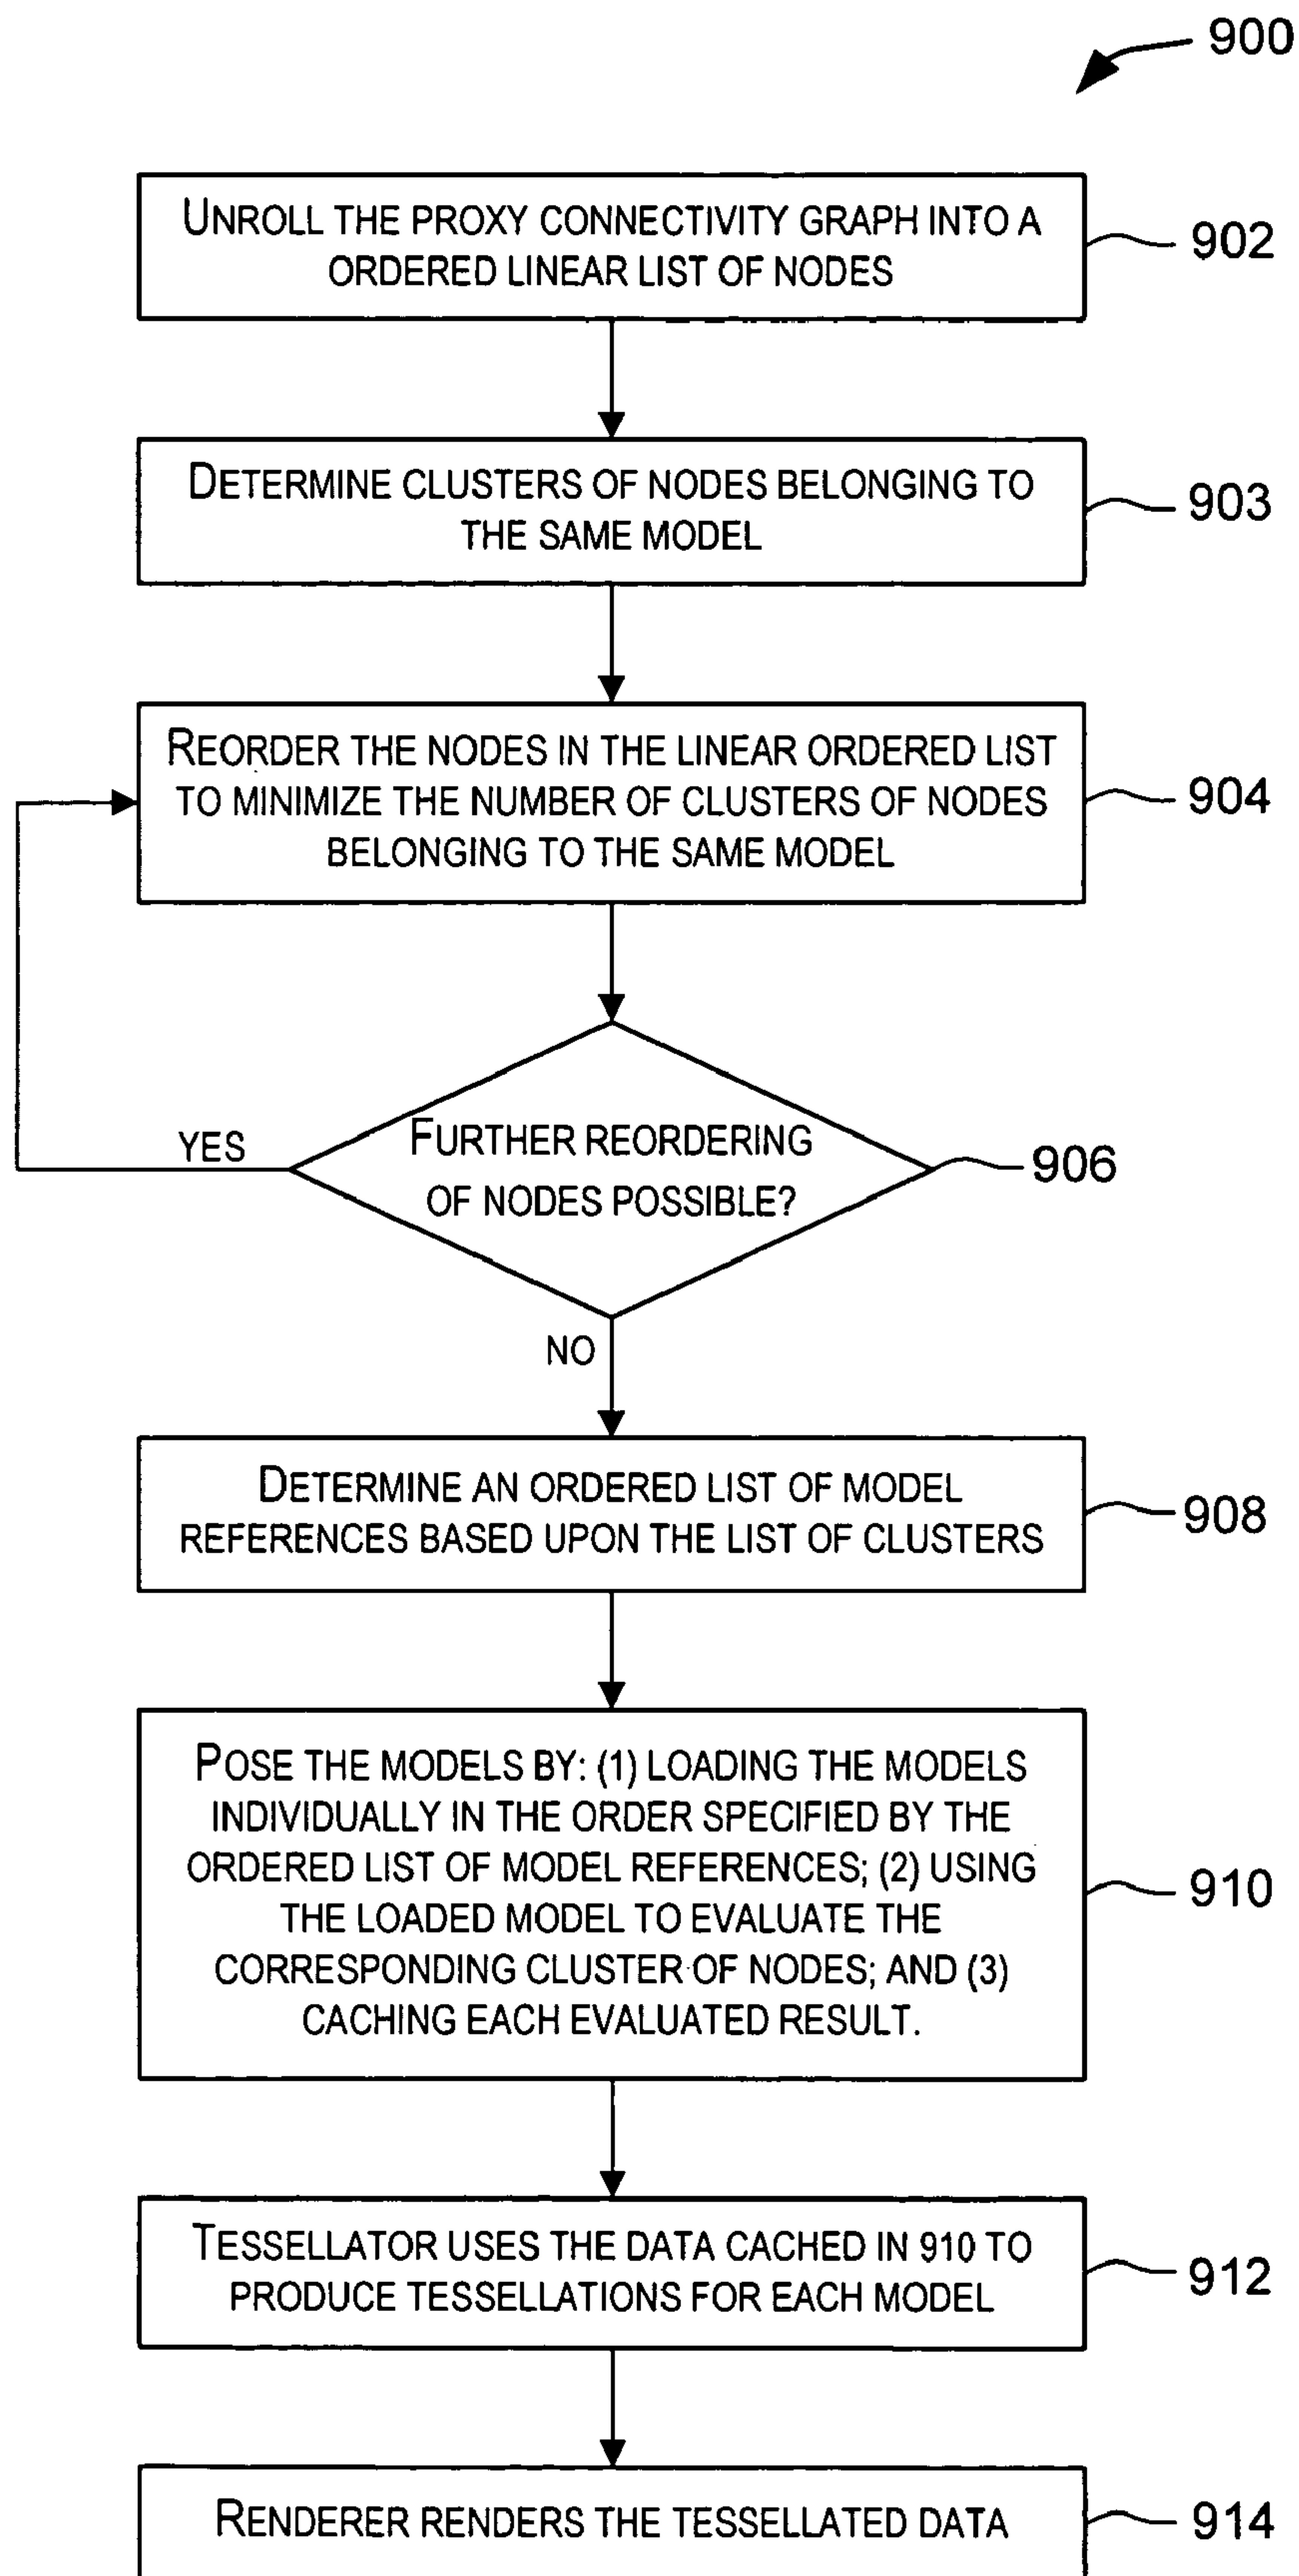 900
UNROLL THE PROXY CONNECTIVITY GRAPH INTO A
ORDERED LINEAR LIST OF NODES
902
DETERMINE CLUSTERS OF NODES BELONGING TO
THE SAME MODEL
903
REORDER THE NODES IN THE LINEAR ORDERED LIST
TO MINIMIZE THE NUMBER OF CLUSTERS OF NODES
BELONGING TO THE SAME MODEL
904
YES
FURTHER REORDERING
OF NODES POSSIBLE?
906
NO
DETERMINE AN ORDERED LIST OF MODEL
REFERENCES BASED UPON THE LIST OF CLUSTERS
908
POSE THE MODELS BY: (1) LOADING THE MODELS
INDIVIDUALLY IN THE ORDER SPECIFIED BY THE
ORDERED LIST OF MODEL REFERENCES; (2) USING
THE LOADED MODEL TO EVALUATE THE
CORRESPONDING CLUSTER OF NODES; AND (3)
CACHING EACH EVALUATED RESULT.
910
TESSELLATOR USES THE DATA CACHED IN 910 TO
PRODUCE TESSELLATIONS FOR EACH MODEL
912
RENDERER RENDERS THE TESSELLATED DATA
914